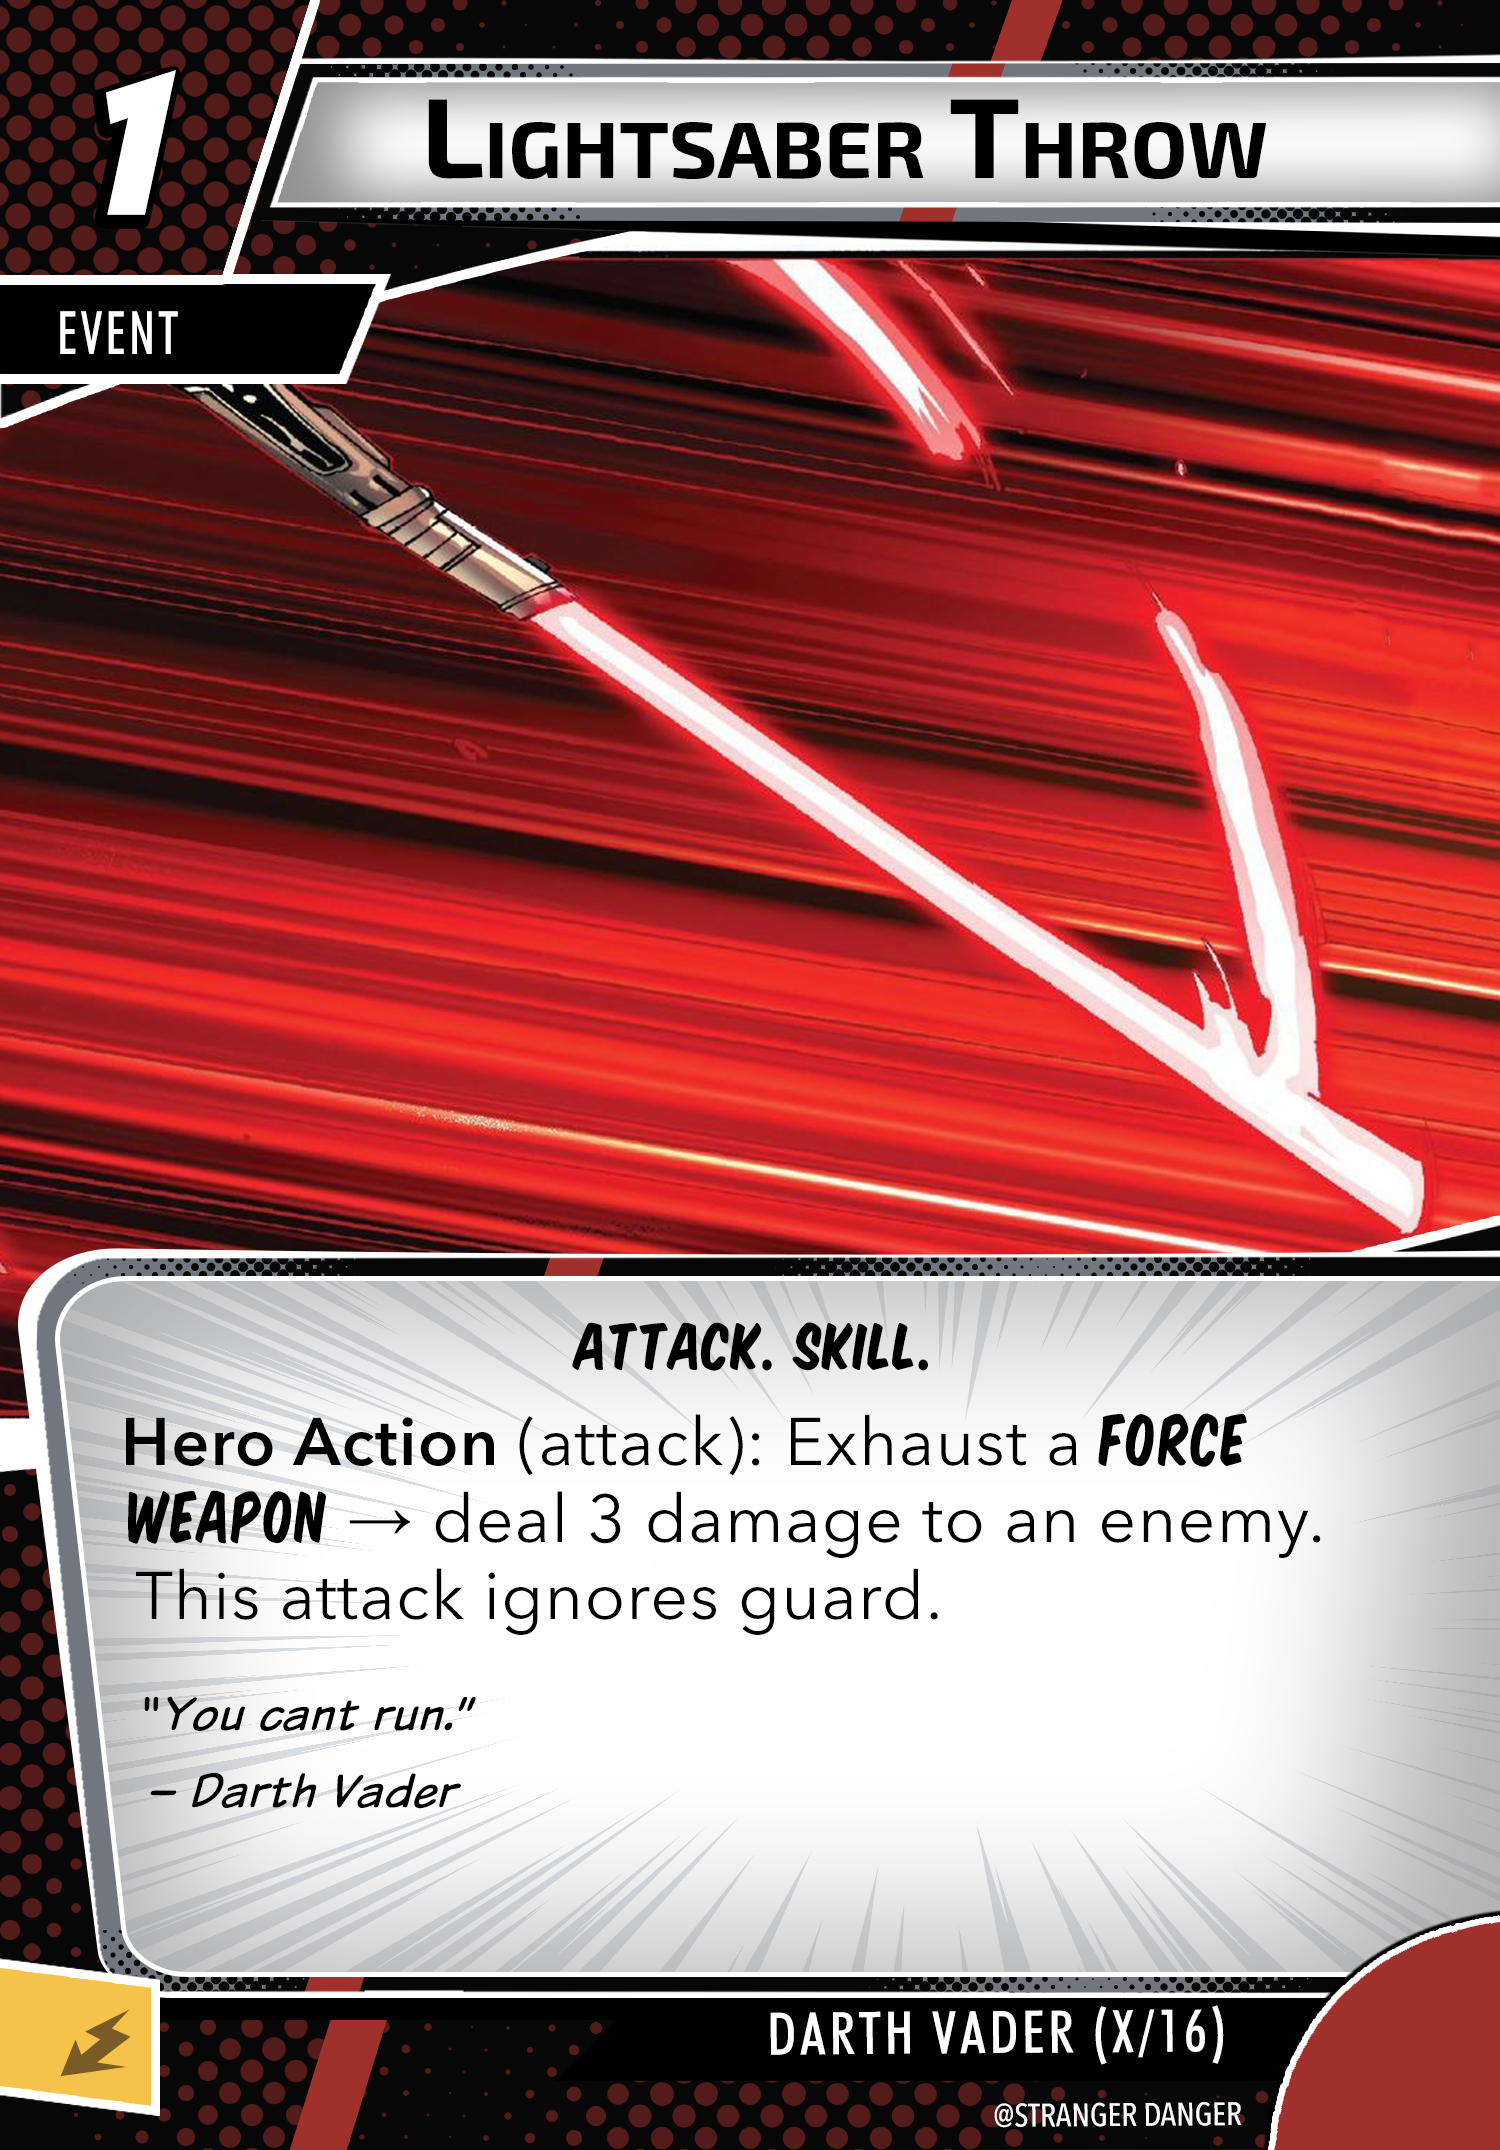 1
LIGHTSABER THROW
EVENT
ATTACK. SKILL.
Hero Action (attack): Exhaust a FORCE
WEAPON → deal 3 damage to an enemy.
This attack ignores guard.
"You cant run."
– Darth Vader
DARTH VADER (X/16)
@STRANGER DANGER